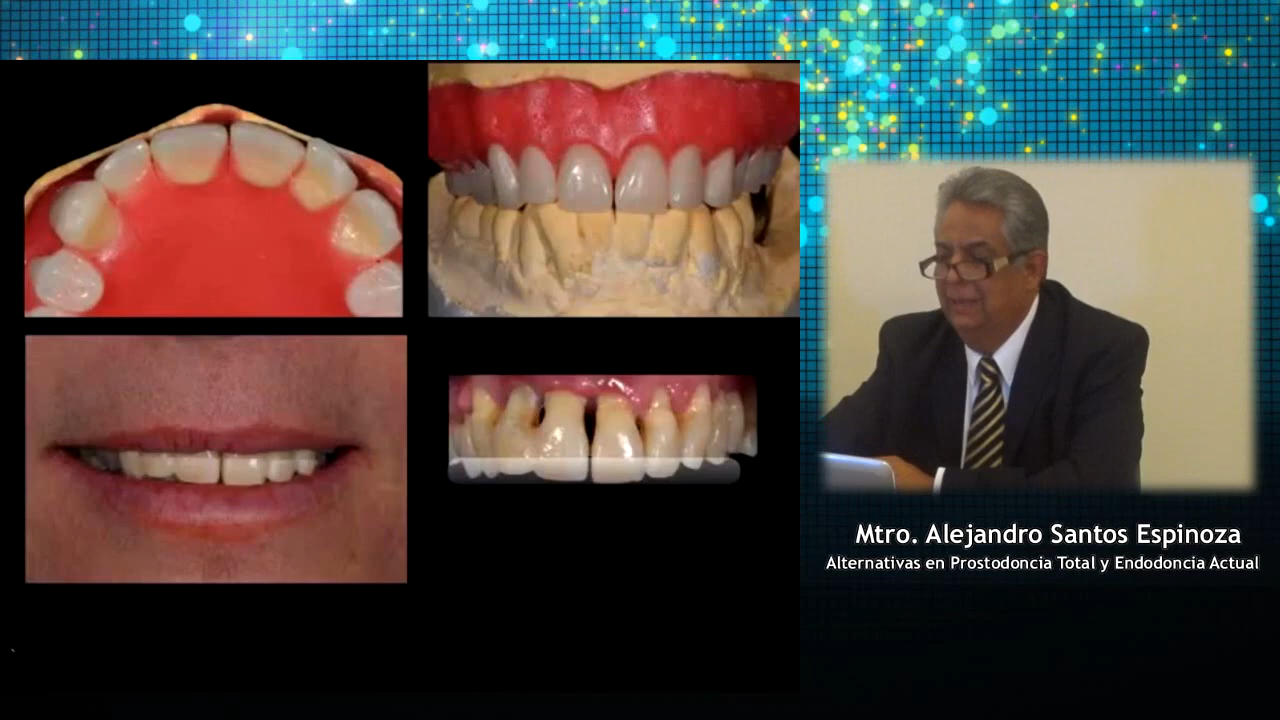 Mtro. Alejandro Santos Espinoza
Alternativas en Prostodoncia Total y Endodoncia Actual